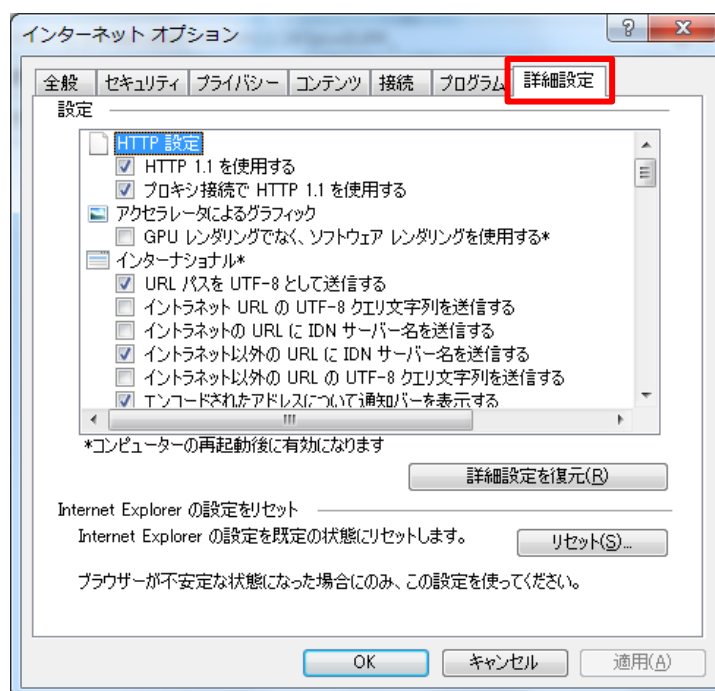 インターネット オプション
全般 セキュリティ プライバシー コンテンツ 接続 プログラム 詳細設定
設定
HTTP 設定
HTTP 1.1 を使用する
プロキシ接続で HTTP 1.1 を使用する
アクセラレータによるグラフィック
GPU レンダリングでなく、ソフトウェア レンダリングを使用する*
インターナショナル*
URL パスを UTF-8 として送信する
イントラネット URL の UTF-8 クエリ文字列を送信する
イントラネットの URL に IDN サーバー名を送信する
イントラネット以外の URL に IDN サーバー名を送信する
イントラネット以外の URL の UTF-8 クエリ文字列を送信する
エンコードされたアドレスについて通知バーを表示する
*コンピューターの再起動後に有効になります
詳細設定を復元(R)
Internet Explorer の設定をリセット
Internet Explorer の設定を既定の状態にリセットします。 リセット(S)...
ブラウザーが不安定な状態になった場合にのみ、この設定を使ってください。
OK キャンセル 適用(A)